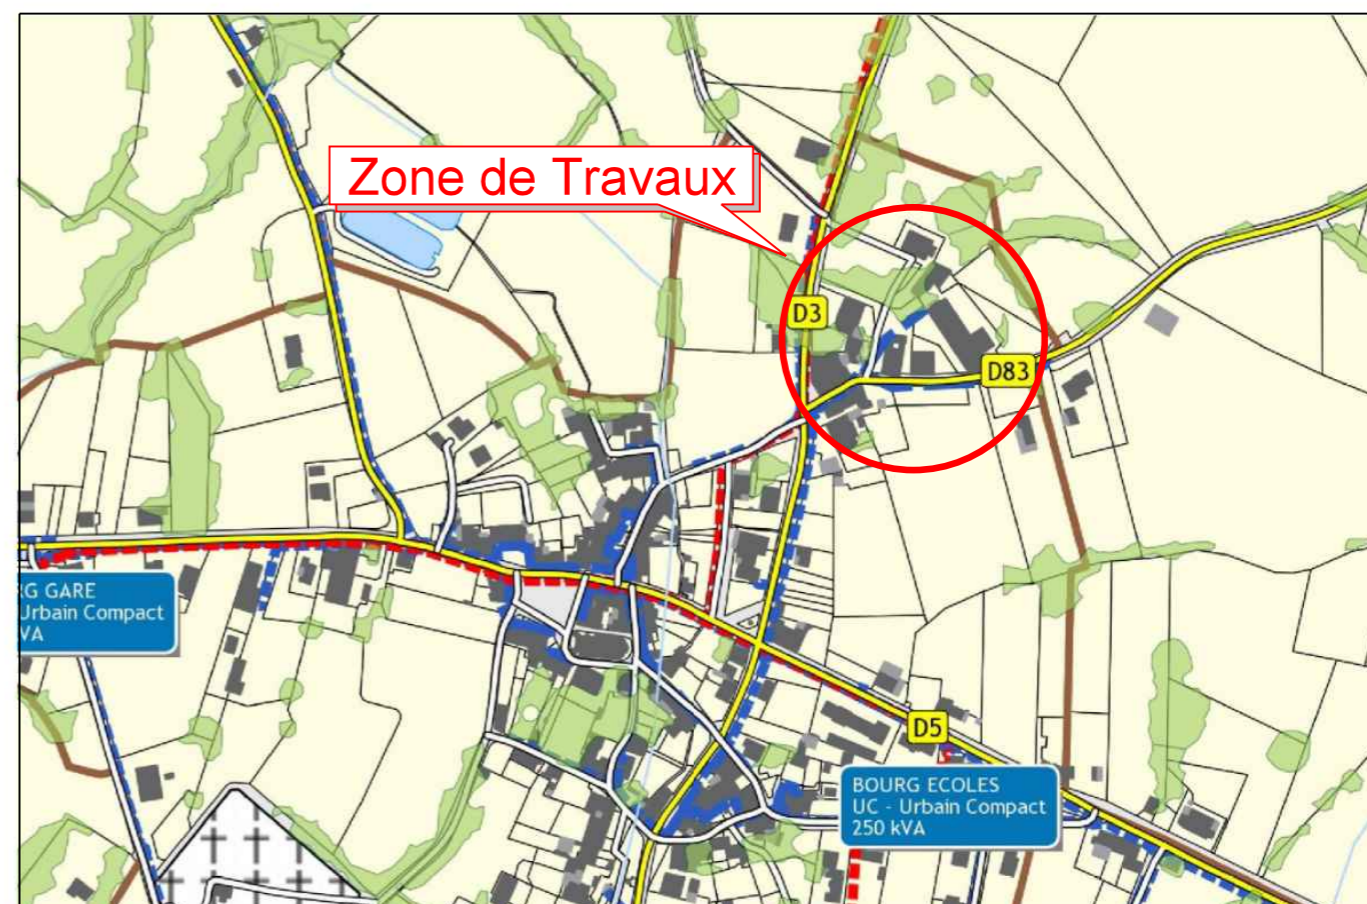 Zone de Travaux
D3
D83
RG GARE
Urbain Compact
VA
D5
BOURG ECOLES
UC - Urbain Compact
250 kVA